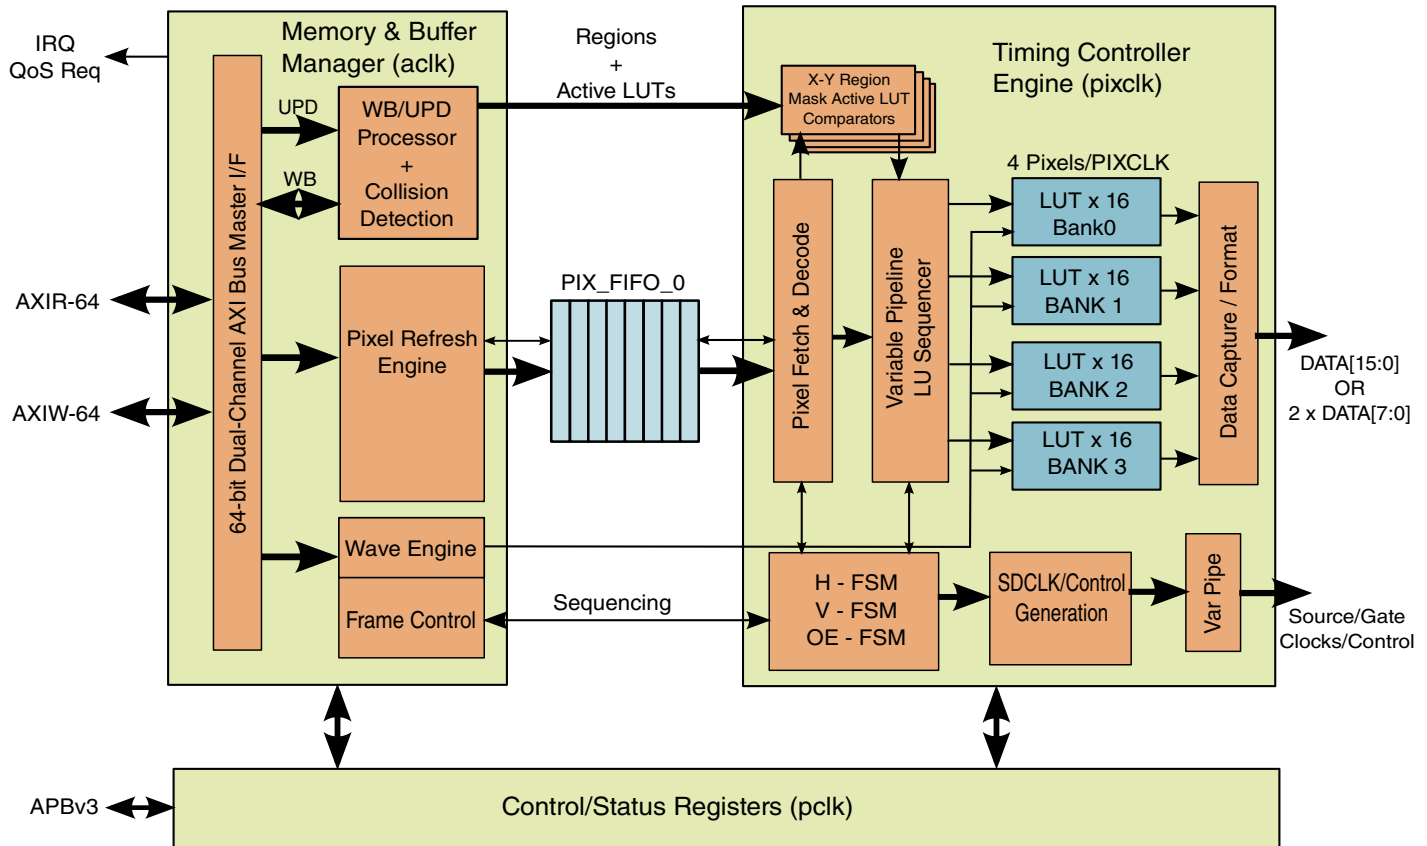 IRQ
QoS Req
Memory & Buffer
Manager (aclk)
Regions
+
Active LUTs
Timing Controller
Engine (pixclk)
X-Y Region
Mask Active LUT
Comparators
UPD
WB
WB/UPD
Processor
+
Collision
Detection
4 Pixels/PIXCLK
LUT x 16
Bank0
LUT x 16
BANK 1
LUT x 16
BANK 2
LUT x 16
BANK 3
64-bit Dual-Channel AXI Bus Master I/F
AXIR-64
AXIW-64
Pixel Refresh
Engine
PIX_FIFO_0
Pixel Fetch & Decode
Variable Pipeline
LU Sequencer
Data Capture / Format
DATA[15:0]
OR
2 x DATA[7:0]
Wave Engine
Frame Control
Sequencing
H - FSM
V - FSM
OE - FSM
SDCLK/Control
Generation
Var Pipe
Source/Gate
Clocks/Control
APBv3
Control/Status Registers (pclk)